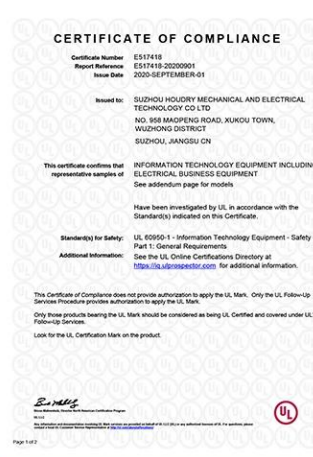 CERTIFICATE OF COMPLIANCE
Certificate Number E517418
Report Reference E517418-20200901
Issue Date 2020-SEPTEMBER-01
Issued to: SUZHOU HOUDRY MECHANICAL AND ELECTRICAL
TECHNOLOGY CO LTD
NO. 958 MAOPENG ROAD, XUKOU TOWN,
WUZHONG DISTRICT
SUZHOU, JIANGSU CN
This certificate confirms that INFORMATION TECHNOLOGY EQUIPMENT INCLUDIN
representative samples of ELECTRICAL BUSINESS EQUIPMENT
See addendum page for models
Have been investigated by UL in accordance with the
Standard(s) indicated on this Certificate.
Standard(s) for Safety: UL 60950-1 - Information Technology Equipment - Safety
Part 1: General Requirements
Additional Information: See the UL Online Certifications Directory at
https://iq.ulprospector.com for additional information.
This Certificate of Compliance does not provide authorization to apply the UL Mark. Only the UL Follow-Up
Services Procedure provides authorization to apply the UL Mark.
Only those products bearing the UL Mark should be considered as being UL Certified and covered under UL
Follow-Up Services.
Look for the UL Certification Mark on the product.
UL
Page 1 of 2